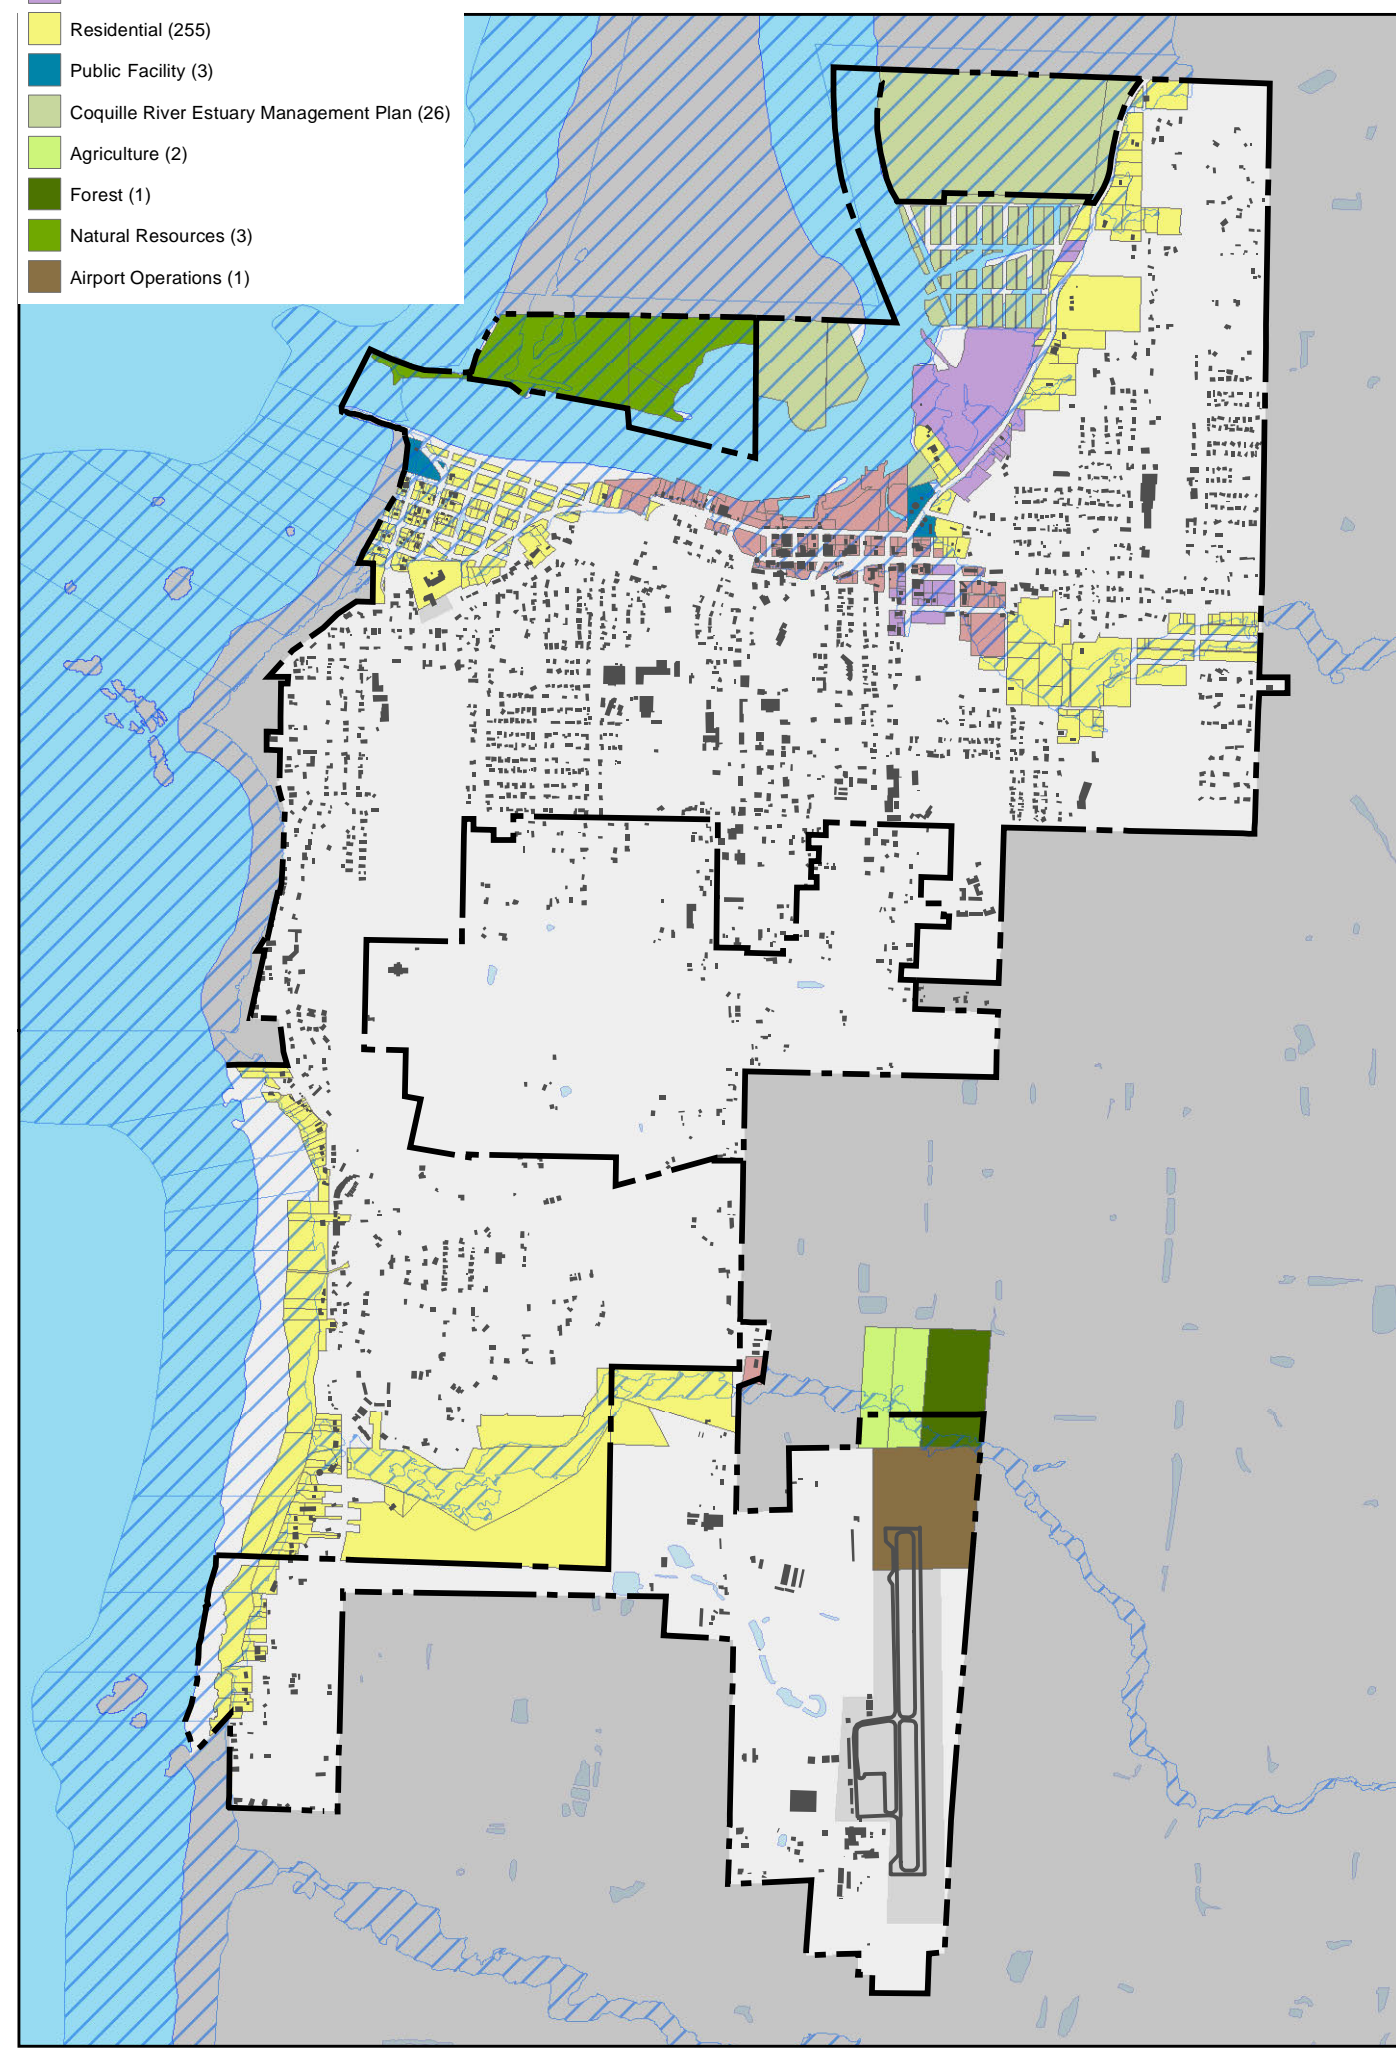 Residential (255)
Public Facility (3)
Coquille River Estuary Management Plan (26)
Agriculture (2)
Forest (1)
Natural Resources (3)
Airport Operations (1)